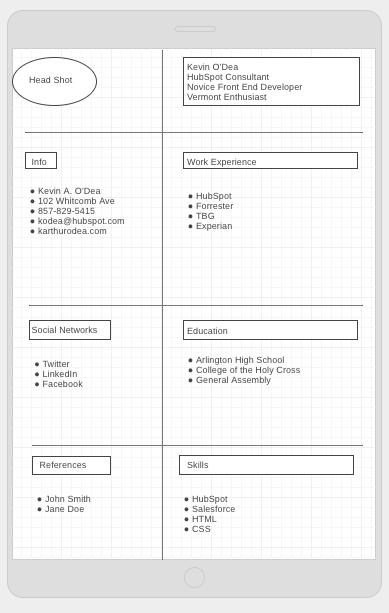 Head Shot
Kevin O'Dea
HubSpot Consultant
Novice Front End Developer
Vermont Enthusiast
Info
● Kevin A. O'Dea
● 102 Whitcomb Ave
● 857-829-5415
● kodea@hubspot.com
● karthurodea.com
Work Experience
● HubSpot
● Forrester
● TBG
● Experian
Social Networks
● Twitter
● LinkedIn
● Facebook
Education
● Arlington High School
● College of the Holy Cross
● General Assembly
References
● John Smith
● Jane Doe
Skills
● HubSpot
● Salesforce
● HTML
● CSS